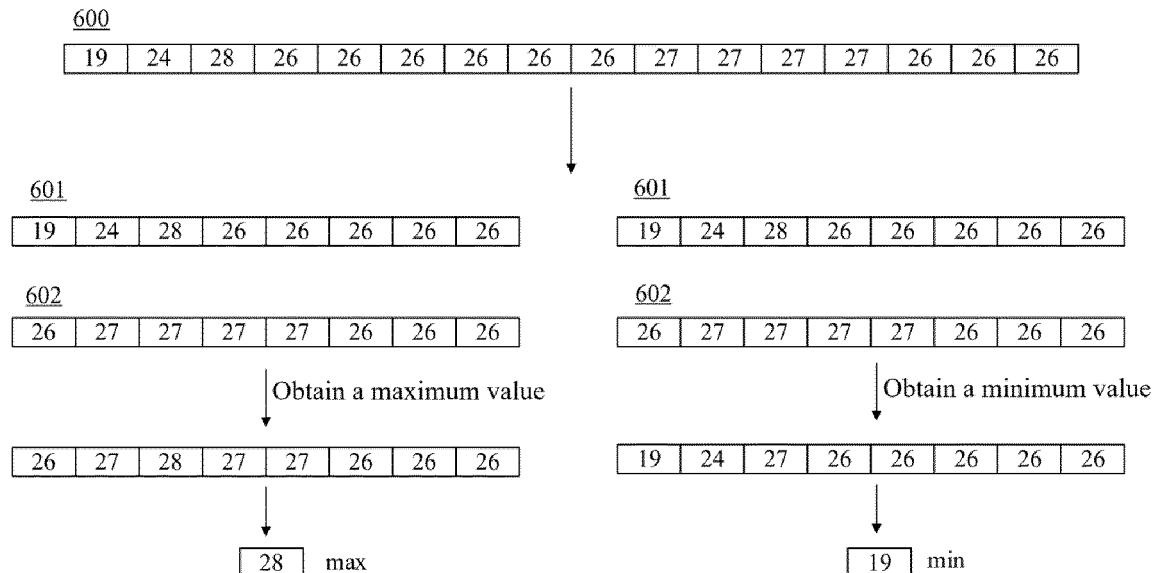 600
19 24 28 26 26 26 26 26 26 27 27 27 27 26 26 26
601 601
19 24 28 26 26 26 26 26 19 24 28 26 26 26 26 26
602 602
26 27 27 27 27 26 26 26 26 27 27 27 27 26 26 26
Obtain a maximum value Obtain a minimum value
26 27 28 27 27 26 26 26 19 24 27 26 26 26 26 26
28 max 19 min